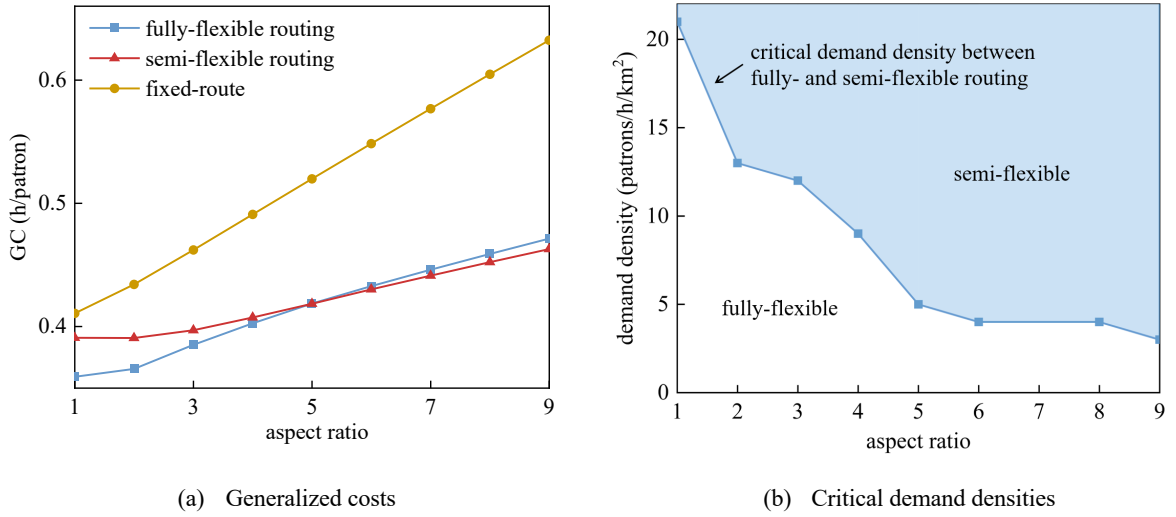 fully-flexible routing
semi-flexible routing
fixed-route
0.6
0.5
0.4
GC (h/patron)
1
3
5
7
9
aspect ratio
(a) Generalized costs
critical demand density between
fully- and semi-flexible routing
semi-flexible
fully-flexible
20
15
10
5
0
demand density (patrons/h/km²)
1
2
3
4
5
6
7
8
9
aspect ratio
(b) Critical demand densities